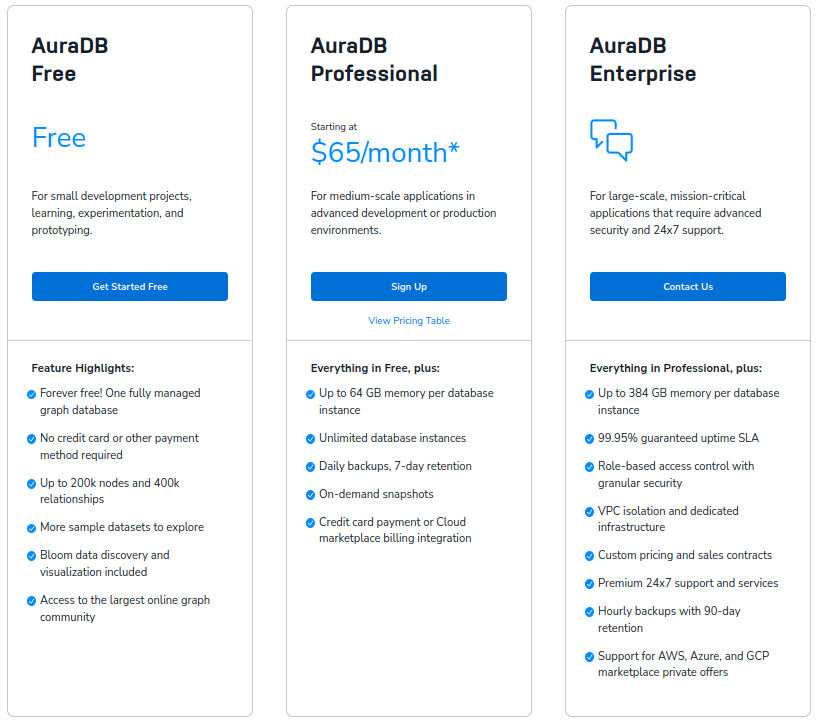 AuraDB
Free
Free
For small development projects,
learning, experimentation, and
prototyping.
Get Started Free
Feature Highlights:
Forever free! One fully managed
graph database
No credit card or other payment
method required
Up to 200k nodes and 400k
relationships
More sample datasets to explore
Bloom data discovery and
visualization included
Access to the largest online graph
community
AuraDB
Professional
Starting at
$65/month*
For medium-scale applications in
advanced development or production
environments.
Sign Up
View Pricing Table
Everything in Free, plus:
Up to 64 GB memory per database
instance
Unlimited database instances
Daily backups, 7-day retention
On-demand snapshots
Credit card payment or Cloud
marketplace billing integration
AuraDB
Enterprise
For large-scale, mission-critical
applications that require advanced
security and 24x7 support.
Contact Us
Everything in Professional, plus:
Up to 384 GB memory per database
instance
99.95% guaranteed uptime SLA
Role-based access control with
granular security
VPC isolation and dedicated
infrastructure
Custom pricing and sales contracts
Premium 24x7 support and services
Hourly backups with 90-day
retention
Support for AWS, Azure, and GCP
marketplace private offers